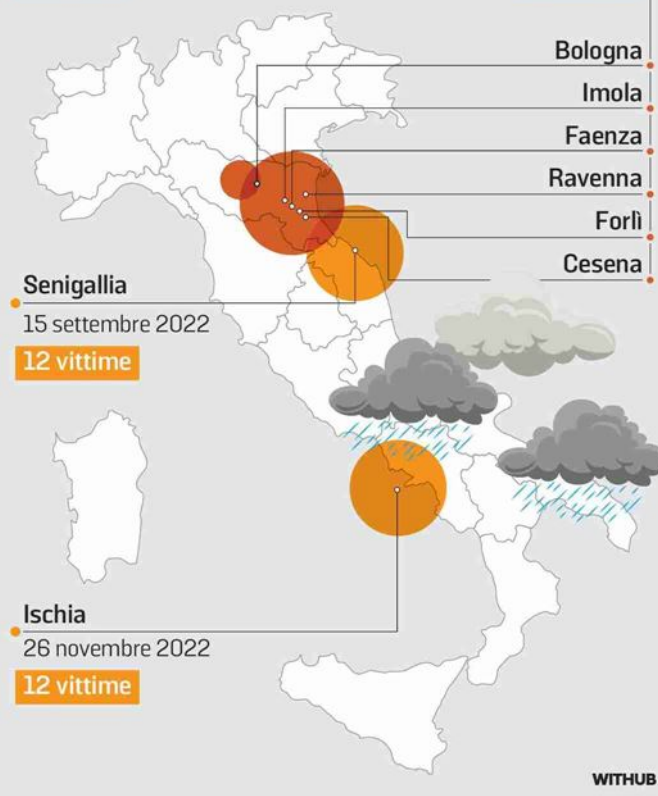 Bologna
Imola
Faenza
Ravenna
Forlì
Cesena
Senigallia
15 settembre 2022
12 vittime
Ischia
26 novembre 2022
12 vittime
WITHUB